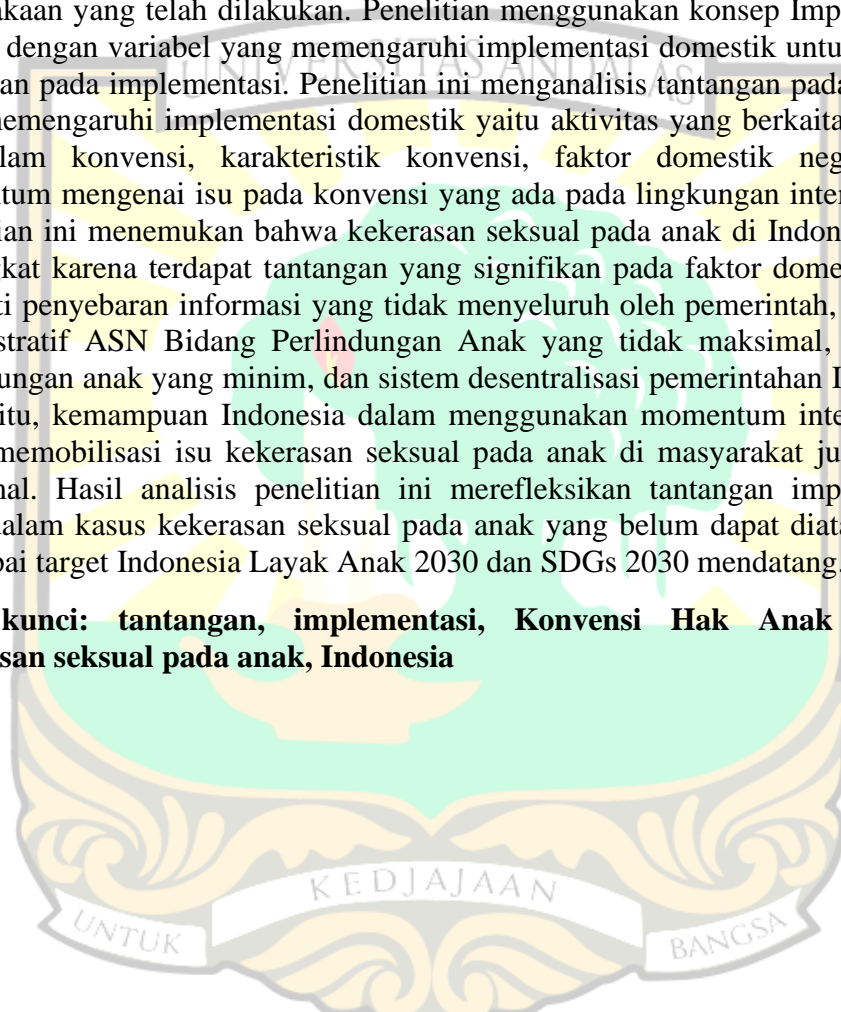 akaan yang telah dilakukan. Penelitian menggunakan konsep Imp
dengan variabel yang memengaruhi implementasi domestik untu
an pada implementasi. Penelitian ini menganalisis tantangan pada
memengaruhi implementasi domestik yaitu aktivitas yang berkaita
lam konvensi, karakteristik konvensi, faktor domestik neg
ntum mengenai isu pada konvensi yang ada pada lingkungan inter
ian ini menemukan bahwa kekerasan seksual pada anak di Indon
gkat karena terdapat tantangan yang signifikan pada faktor dome
ti penyebaran informasi yang tidak menyeluruh oleh pemerintah,
stratif ASN Bidang Perlindungan Anak yang tidak maksimal,
ungan anak yang minim, dan sistem desentralisasi pemerintahan I
itu, kemampuan Indonesia dalam menggunakan momentum inte
memobilisasi isu kekerasan seksual pada anak di masyarakat ju
nal. Hasil analisis penelitian ini merefleksikan tantangan imp
dalam kasus kekerasan seksual pada anak yang belum dapat diata
pai target Indonesia Layak Anak 2030 dan SDGs 2030 mendatang.
kunci: tantangan, implementasi, Konvensi Hak Anak
san seksual pada anak, Indonesia
UNIVERSITAS ANDALAS
KEDJAJAAN
UNTUK BANGSA